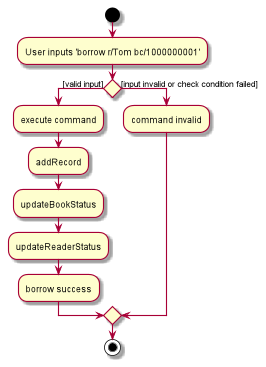 User inputs 'borrow r/Tom bc/1000000001'
[valid input]
[input invalid or check condition failed]
execute command
command invalid
addRecord
updateBookStatus
updateReaderStatus
borrow success